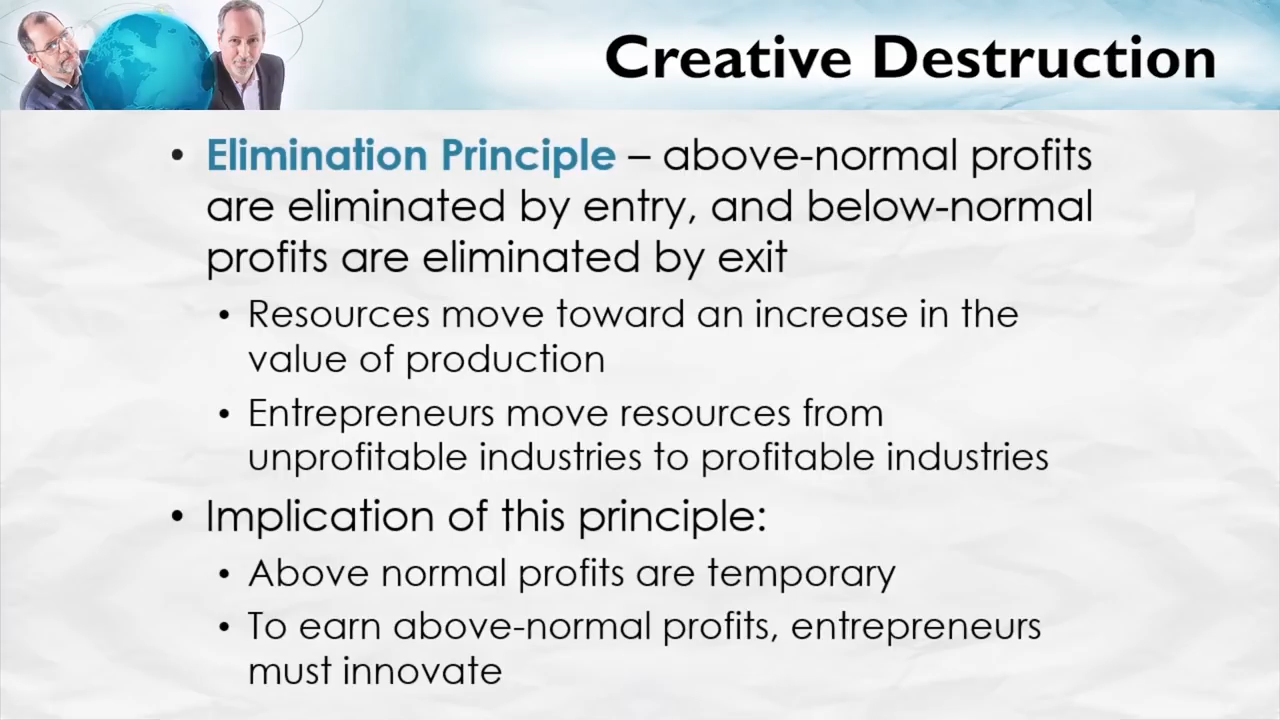 Creative Destruction
• Elimination Principle – above-normal profits
are eliminated by entry, and below-normal
profits are eliminated by exit
• Resources move toward an increase in the
value of production
• Entrepreneurs move resources from
unprofitable industries to profitable industries
• Implication of this principle:
• Above normal profits are temporary
• To earn above-normal profits, entrepreneurs
must innovate